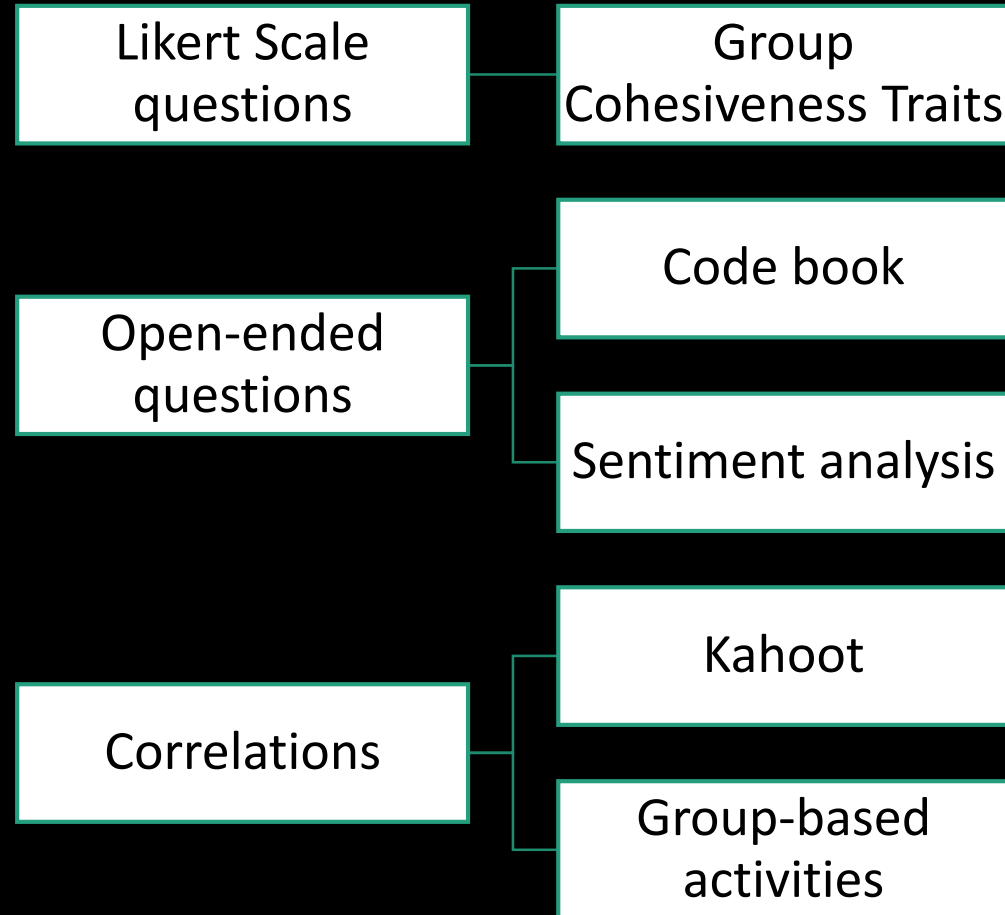 Likert Scale
questions
Group
Cohesiveness Traits
Open-ended
questions
Code book
Sentiment analysis
Correlations
Kahoot
Group-based
activities